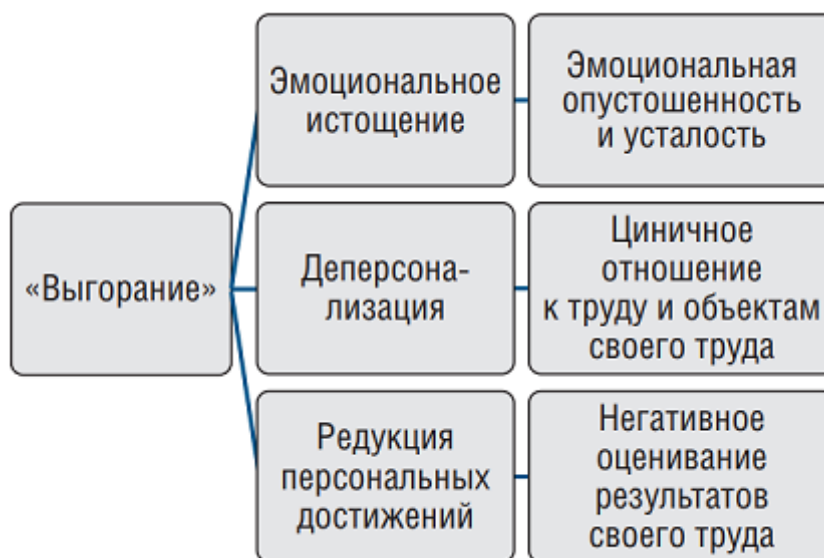 Эмоциональное
истощение
Эмоциональная
опустошенность
и усталость
«Выгорание»
Деперсона-
лизация
Циничное
отношение
к труду и объектам
своего труда
Редукция
персональных
достижений
Негативное
оценивание
результатов
своего труда